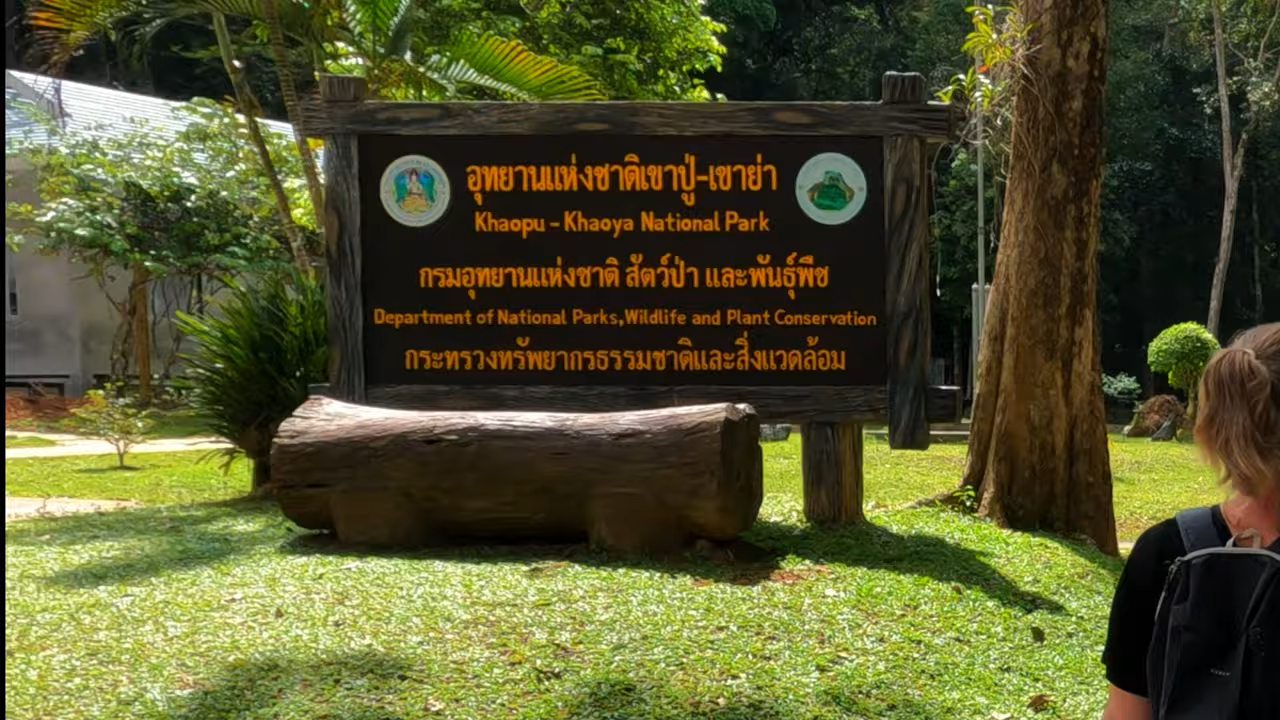 อุทยานแห่งชาติเขาปู่-เขาย่า
Khaopu - Khaoya National Park
กรมอุทยานแห่งชาติ สัตว์ป่า และพันธุ์พืช
Department of National Parks,Wildlife and Plant Conservation
กระทรวงทรัพยากรธรรมชาติและสิ่งแวดล้อม